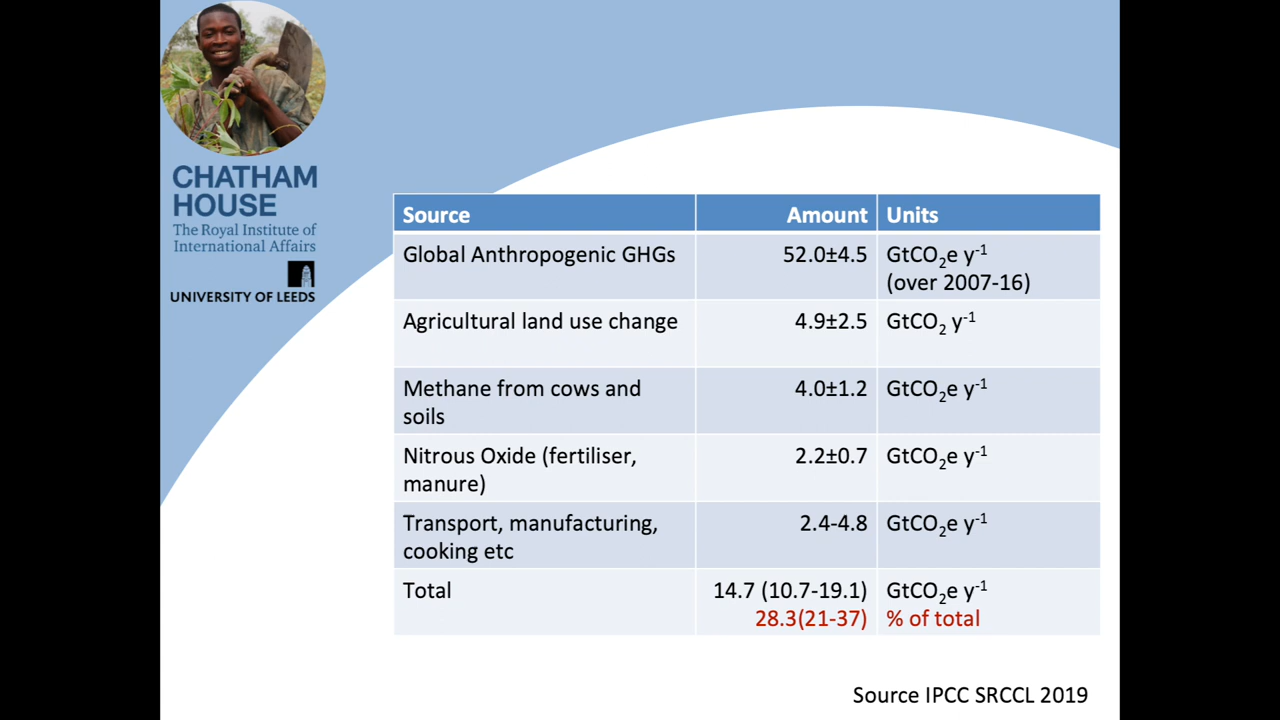 CHATHAM
HOUSE
The Royal Institute of
International Affairs
UNIVERSITY OF LEEDS
Source Amount Units
Global Anthropogenic GHGs 52.0±4.5 GtCO₂e y⁻¹
(over 2007-16)
Agricultural land use change 4.9±2.5 GtCO₂ y⁻¹
Methane from cows and 4.0±1.2 GtCO₂e y⁻¹
soils
Nitrous Oxide (fertiliser, 2.2±0.7 GtCO₂e y⁻¹
manure)
Transport, manufacturing, 2.4-4.8 GtCO₂e y⁻¹
cooking etc
Total 14.7 (10.7-19.1) GtCO₂e y⁻¹
28.3(21-37) % of total
Source IPCC SRCCL 2019